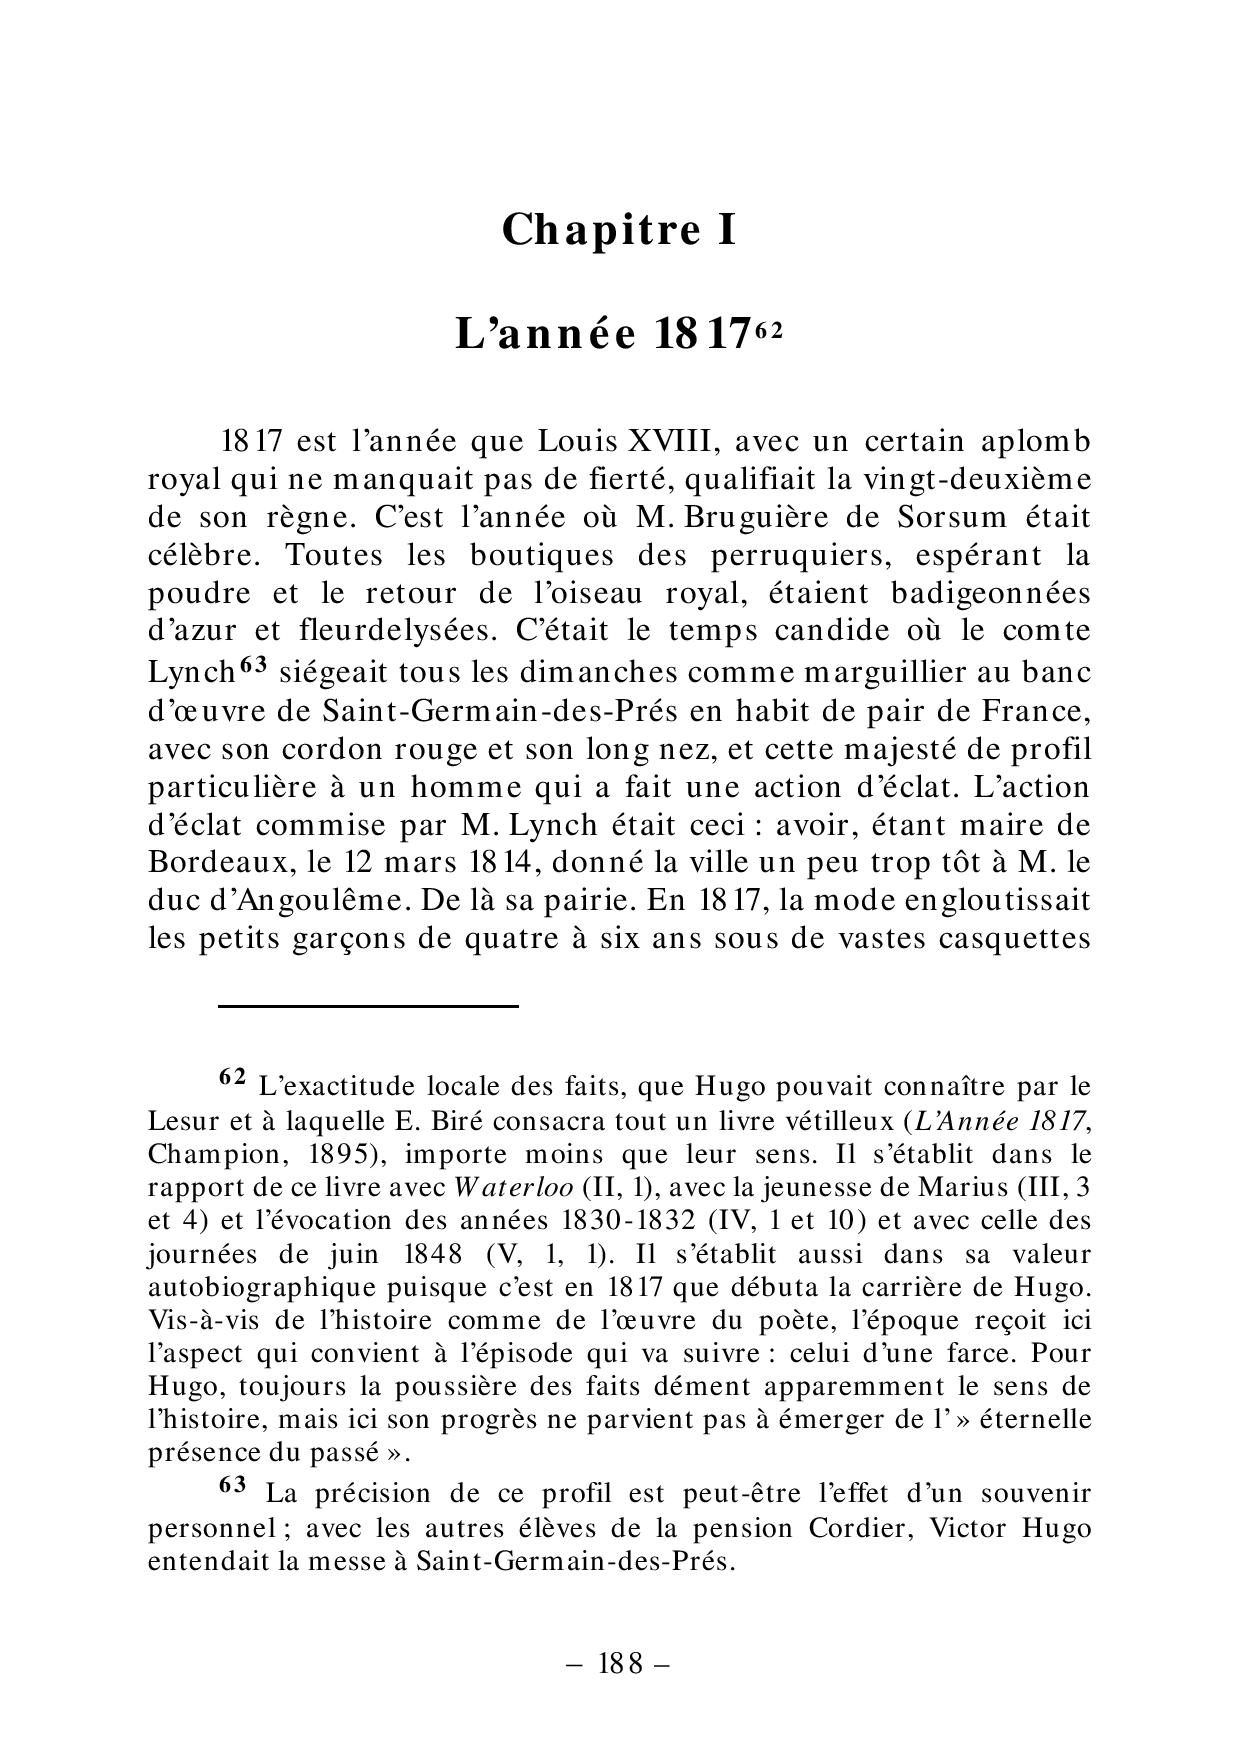 Chapitre I
L’année 1817⁶²
1817 est l’année que Louis XVIII, avec un certain aplomb
royal qui ne manquait pas de fierté, qualifiait la vingt-deuxième
de son règne. C’est l’année où M. Bruguière de Sorsum était
célèbre. Toutes les boutiques des perruquiers, espérant la
poudre et le retour de l’oiseau royal, étaient badigeonnées
d’azur et fleurdelysées. C’était le temps candide où le comte
Lynch⁶³ siégeait tous les dimanches comme marguillier au banc
d’œuvre de Saint-Germain-des-Prés en habit de pair de France,
avec son cordon rouge et son long nez, et cette majesté de profil
particulière à un homme qui a fait une action d’éclat. L’action
d’éclat commise par M. Lynch était ceci : avoir, étant maire de
Bordeaux, le 12 mars 1814, donné la ville un peu trop tôt à M. le
duc d’Angoulême. De là sa pairie. En 1817, la mode engloutissait
les petits garçons de quatre à six ans sous de vastes casquettes
⁶² L’exactitude locale des faits, que Hugo pouvait connaître par le
Lesur et à laquelle E. Biré consacra tout un livre vétilleux (L’Année 1817,
Champion, 1895), importe moins que leur sens. Il s’établit dans le
rapport de ce livre avec Waterloo (II, 1), avec la jeunesse de Marius (III, 3
et 4) et l’évocation des années 1830-1832 (IV, 1 et 10) et avec celle des
journées de juin 1848 (V, 1, 1). Il s’établit aussi dans sa valeur
autobiographique puisque c’est en 1817 que débuta la carrière de Hugo.
Vis-à-vis de l’histoire comme de l’œuvre du poète, l’époque reçoit ici
l’aspect qui convient à l’épisode qui va suivre : celui d’une farce. Pour
Hugo, toujours la poussière des faits dément apparemment le sens de
l’histoire, mais ici son progrès ne parvient pas à émerger de l’ » éternelle
présence du passé ».
⁶³ La précision de ce profil est peut-être l’effet d’un souvenir
personnel ; avec les autres élèves de la pension Cordier, Victor Hugo
entendait la messe à Saint-Germain-des-Prés.
– 188 –